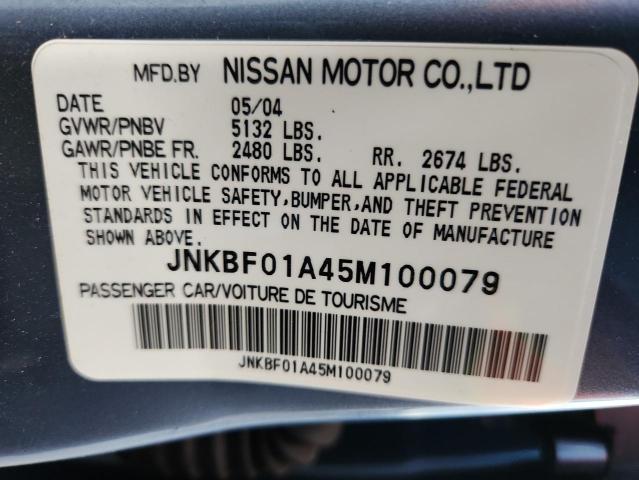 MFD.BY NISSAN MOTOR CO.,LTD
DATE 05/04
GVWR/PNBV 5132 LBS.
GAWR/PNBE FR. 2480 LBS. RR. 2674 LBS.
THIS VEHICLE CONFORMS TO ALL APPLICABLE FEDERAL
MOTOR VEHICLE SAFETY,BUMPER,AND THEFT PREVENTION
STANDARDS IN EFFECT ON THE DATE OF MANUFACTURE
SHOWN ABOVE.
JNKBF01A45M100079
PASSENGER CAR/VOITURE DE TOURISME
JNKBF01A45M100079